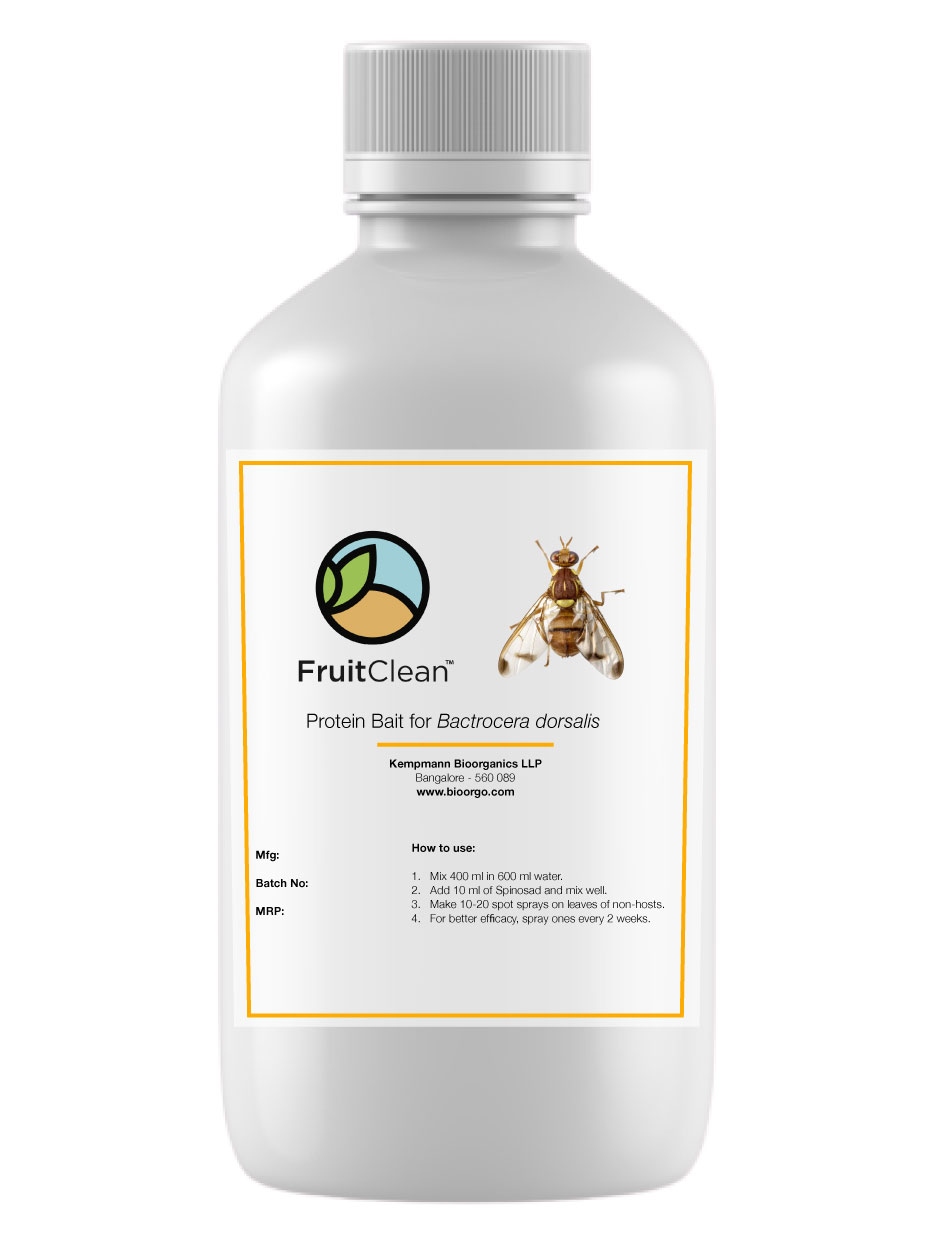 FruitClean™
Protein Bait for Bactrocera dorsalis
Kempmann Bioorganics LLP
Bangalore - 560 089
www.bioorgo.com
Mfg:
Batch No:
MRP:
How to use:
1. Mix 400 ml in 600 ml water.
2. Add 10 ml of Spinosad and mix well.
3. Make 10-20 spot sprays on leaves of non-hosts.
4. For better efficacy, spray ones every 2 weeks.